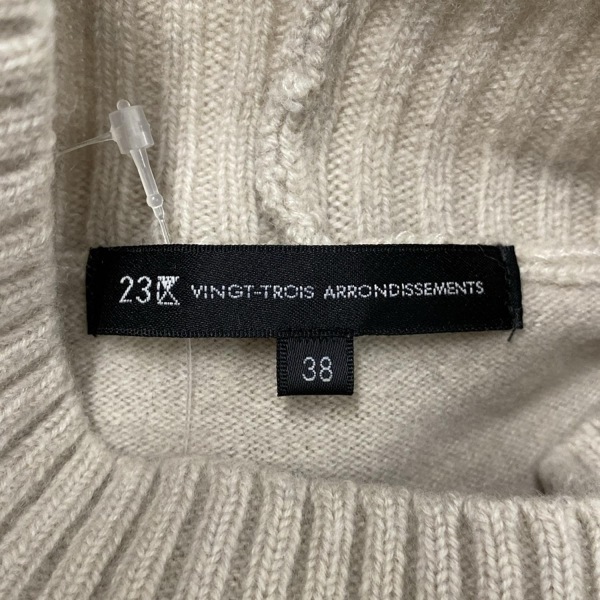 23区 VINGT-TROIS ARRONDISSEMENTS
38